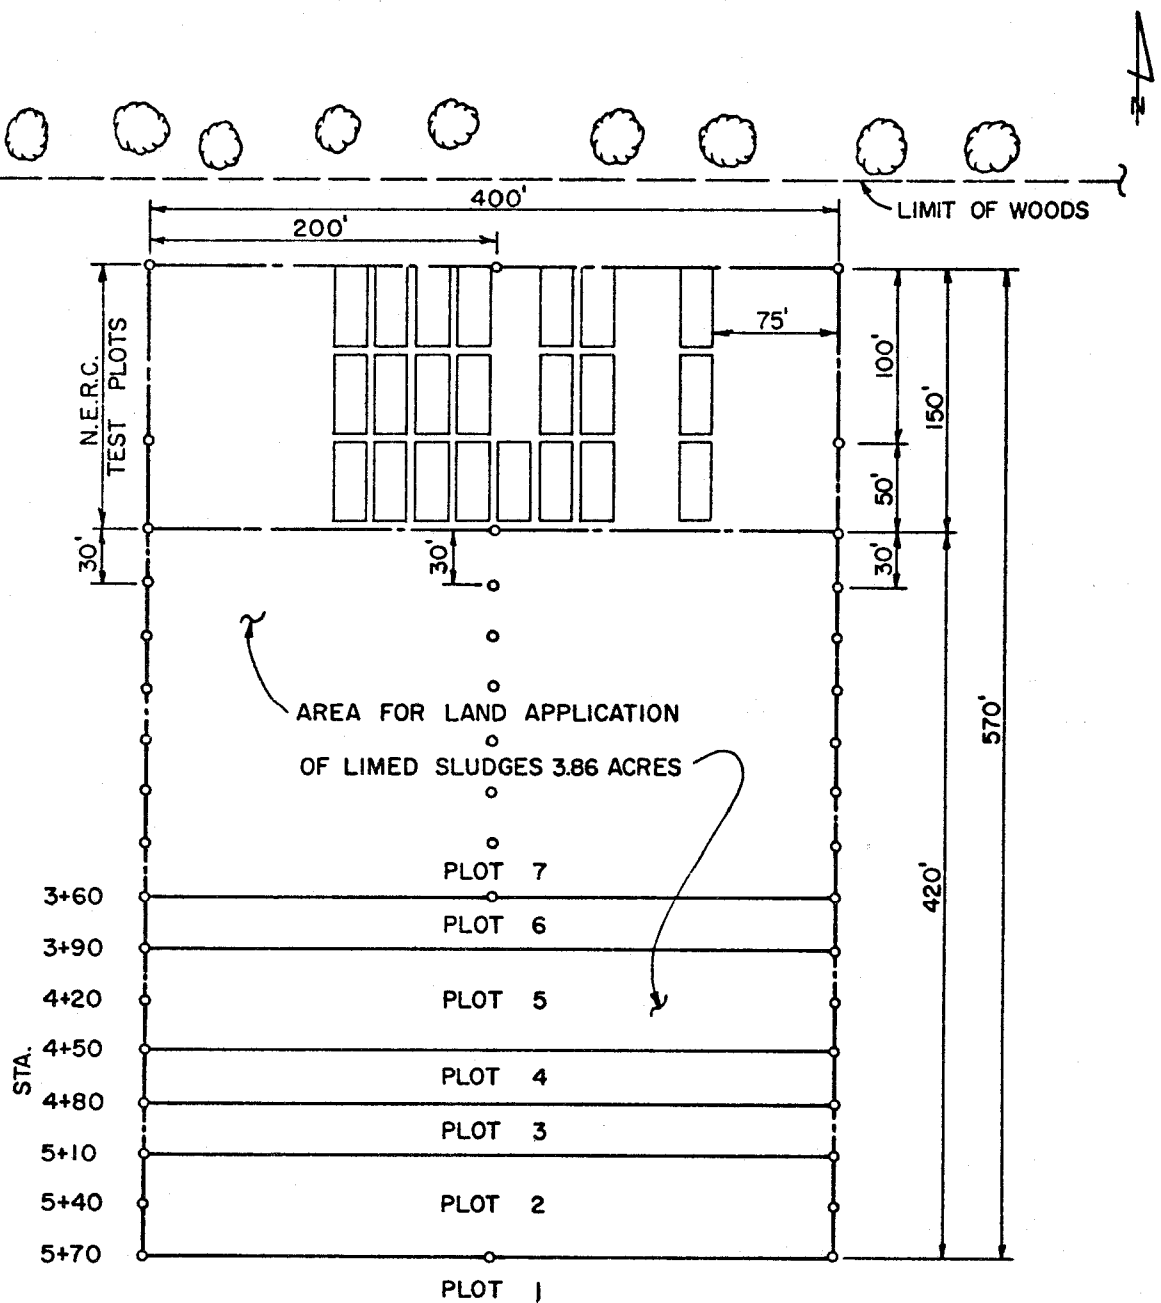 N
400'
LIMIT OF WOODS
200'
75'
100'
150'
N.E.R.C.
TEST PLOTS
50'
30'
30'
30'
570'
AREA FOR LAND APPLICATION
OF LIMED SLUDGES 3.86 ACRES
PLOT 7
420'
3+60
PLOT 6
3+90
4+20
PLOT 5
4+50
STA.
PLOT 4
4+80
PLOT 3
5+10
5+40
PLOT 2
5+70
PLOT 1